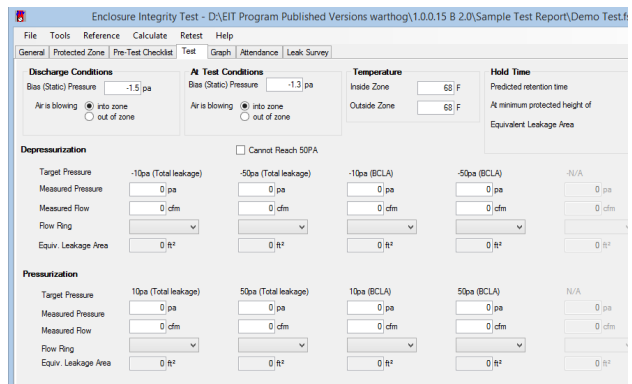 Enclosure Integrity Test - D:\EIT Program Published Versions warthog\1.0.0.15 B 2.0\Sample Test Report\Demo Test.fs
File Tools Reference Calculate Retest Help
General Protected Zone Pre-Test Checklist Test Graph Attendance Leak Survey
Discharge Conditions At Test Conditions Temperature Hold Time
Bias (Static) Pressure -1.5 pa Bias (Static) Pressure -1.3 pa Inside Zone 68 F Predicted retention time
Air is blowing into zone Air is blowing into zone Outside Zone 68 F At minimum protected height of
out of zone out of zone Equivalent Leakage Area
Depressurization Cannot Reach 50PA
Target Pressure -10pa (Total leakage) -50pa (Total leakage) -10pa (BCLA) -50pa (BCLA) -N/A
Measured Pressure 0 pa 0 pa 0 pa 0 pa 0 pa
Measured Flow 0 cfm 0 cfm 0 cfm 0 cfm 0 cfm
Flow Ring
Equiv. Leakage Area 0 ft² 0 ft² 0 ft² 0 ft² 0 ft²
Pressurization
Target Pressure 10pa (Total leakage) 50pa (Total leakage) 10pa (BCLA) 50pa (BCLA) N/A
Measured Pressure 0 pa 0 pa 0 pa 0 pa 0 pa
Measured Flow 0 cfm 0 cfm 0 cfm 0 cfm 0 cfm
Flow Ring
Equiv. Leakage Area 0 ft² 0 ft² 0 ft² 0 ft² 0 ft²